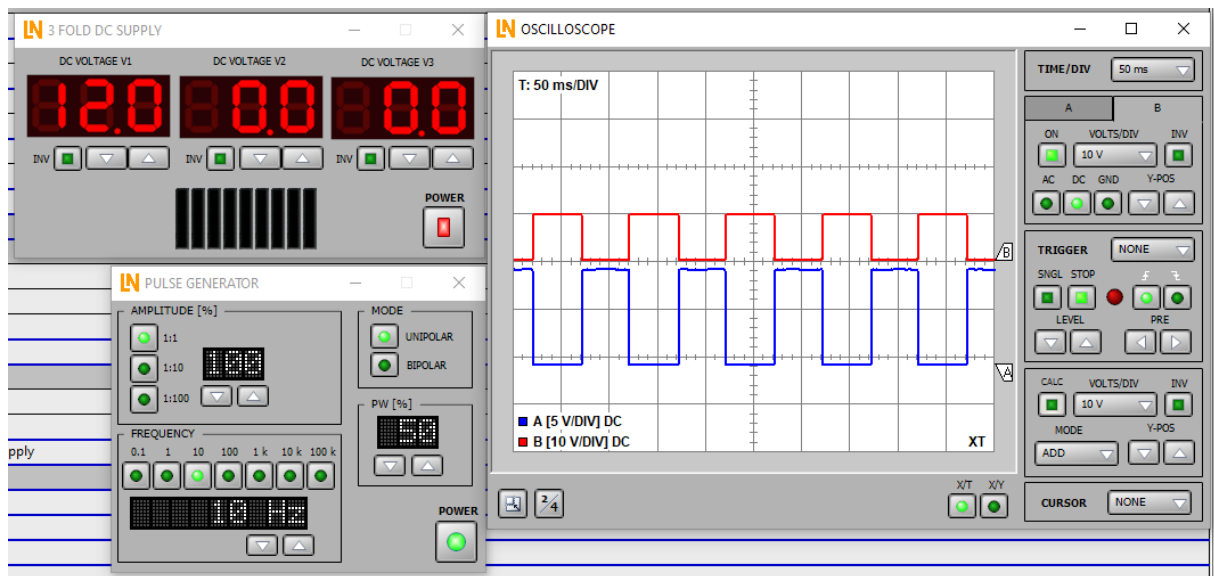 LN 3 FOLD DC SUPPLY
DC VOLTAGE V1 DC VOLTAGE V2 DC VOLTAGE V3
12.0 0.0 0.0
INV INV INV
POWER
LN PULSE GENERATOR
AMPLITUDE [%]
1:1
1:10
1:100
100
MODE
UNIPOLAR
BIPOLAR
PW [%]
50
FREQUENCY
0.1 1 10 100 1 k 10 k 100 k
10 Hz
POWER
pply
LN OSCILLOSCOPE
T: 50 ms/DIV
B
A
A [5 V/DIV] DC
B [10 V/DIV] DC
XT
2/4
X/T X/Y
TIME/DIV 50 ms
A B
ON VOLTS/DIV INV
10 V
AC DC GND Y-POS
TRIGGER NONE
SNGL STOP
LEVEL PRE
CALC VOLTS/DIV INV
10 V
MODE Y-POS
ADD
CURSOR NONE